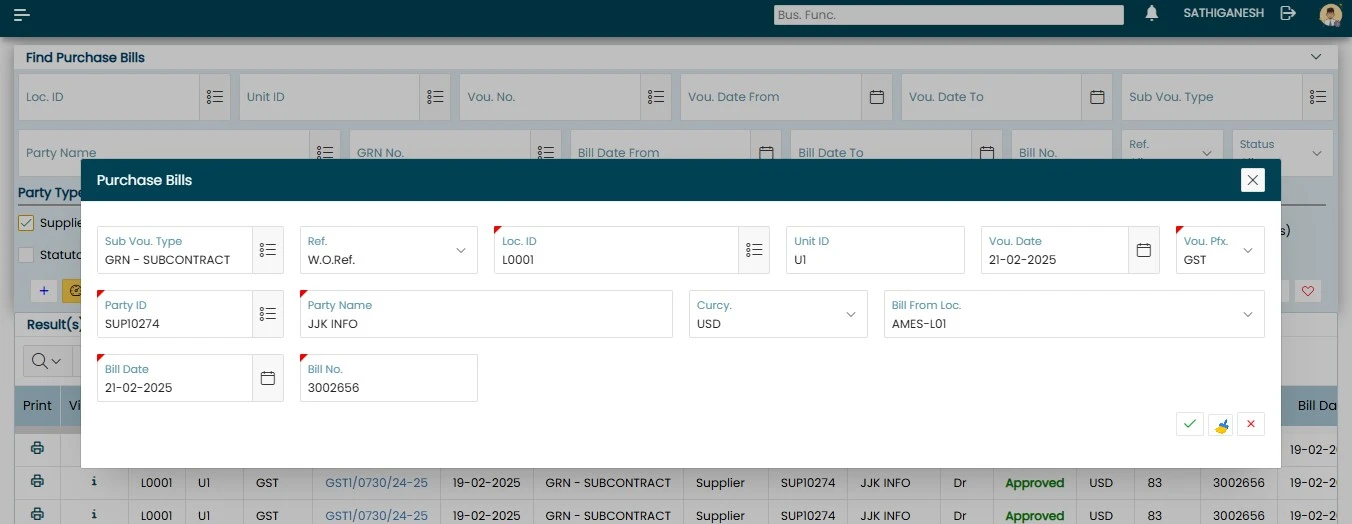 Bus. Func.
SATHIGANESH
Find Purchase Bills
Loc. ID
Unit ID
Vou. No.
Vou. Date From
Vou. Date To
Sub Vou. Type
Party Name
GRN No.
Bill Date From
Bill Date To
Bill No.
Ref.
Status
Purchase Bills
Party Type
Sub Vou. Type
GRN - SUBCONTRACT
Ref.
W.O.Ref.
Loc. ID
L0001
Unit ID
U1
Vou. Date
21-02-2025
Vou. Pfx.
GST
Party ID
SUP10274
Party Name
JJK INFO
Curcy.
USD
Bill From Loc.
AMES-L01
Bill Date
21-02-2025
Bill No.
3002656
Result(s)
Print Bill Da
19-02-2
L0001 U1 GST GST1/0730/24-25 19-02-2025 GRN - SUBCONTRACT Supplier SUP10274 JJK INFO Dr Approved USD 83 3002656 19-02-2
L0001 U1 GST GST1/0730/24-25 19-02-2025 GRN - SUBCONTRACT Supplier SUP10274 JJK INFO Dr Approved USD 83 3002656 19-02-2